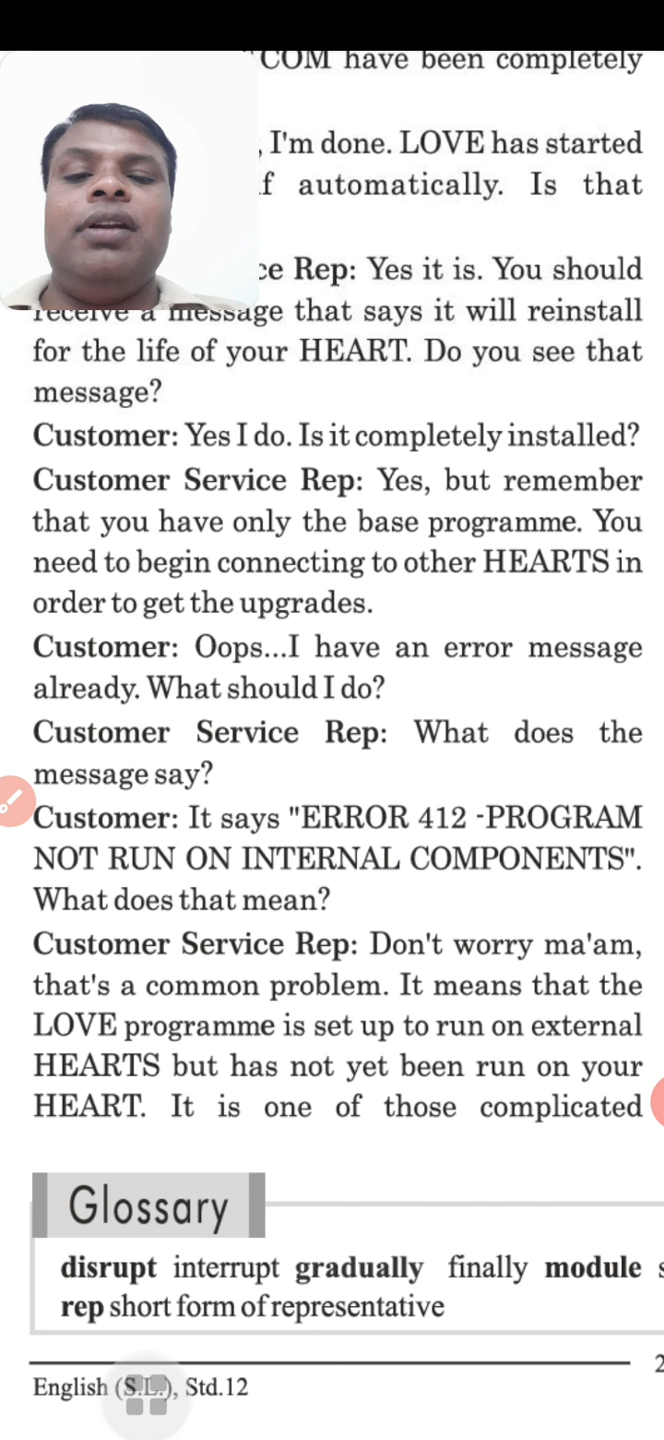 COM have been completely
, I'm done. LOVE has started
f automatically. Is that
ce Rep: Yes it is. You should
receive a message that says it will reinstall
for the life of your HEART. Do you see that
message?
Customer: Yes I do. Is it completely installed?
Customer Service Rep: Yes, but remember
that you have only the base programme. You
need to begin connecting to other HEARTS in
order to get the upgrades.
Customer: Oops...I have an error message
already. What should I do?
Customer Service Rep: What does the
message say?
Customer: It says "ERROR 412 -PROGRAM
NOT RUN ON INTERNAL COMPONENTS".
What does that mean?
Customer Service Rep: Don't worry ma'am,
that's a common problem. It means that the
LOVE programme is set up to run on external
HEARTS but has not yet been run on your
HEART. It is one of those complicated
Glossary
disrupt interrupt gradually finally module s
rep short form of representative
2
English (S.L.), Std.12